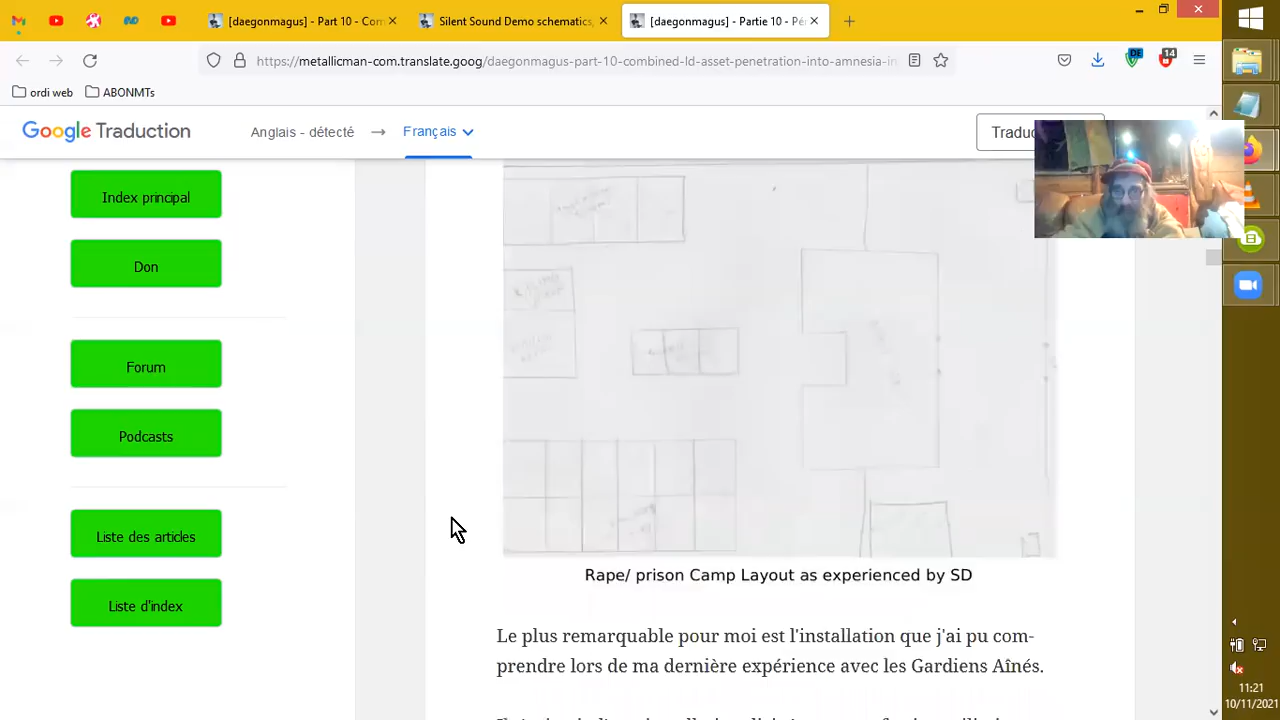 [daegonmagus] - Part 10 - Com
Silent Sound Demo schematics,
[daegonmagus] - Partie 10 - Pé
https://metallicman-com.translate.goog/daegonmagus-part-10-combined-ld-asset-penetration-into-amnesia-in
DE
14
ordi web
ABONMTs
Google Traduction
Anglais - détecté
Français
Traduc
Index principal
Don
Forum
Podcasts
Liste des articles
Liste d'index
Rape/ prison Camp Layout as experienced by SD
Le plus remarquable pour moi est l'installation que j'ai pu com-
prendre lors de ma dernière expérience avec les Gardiens Aînés.
11:21
10/11/2021